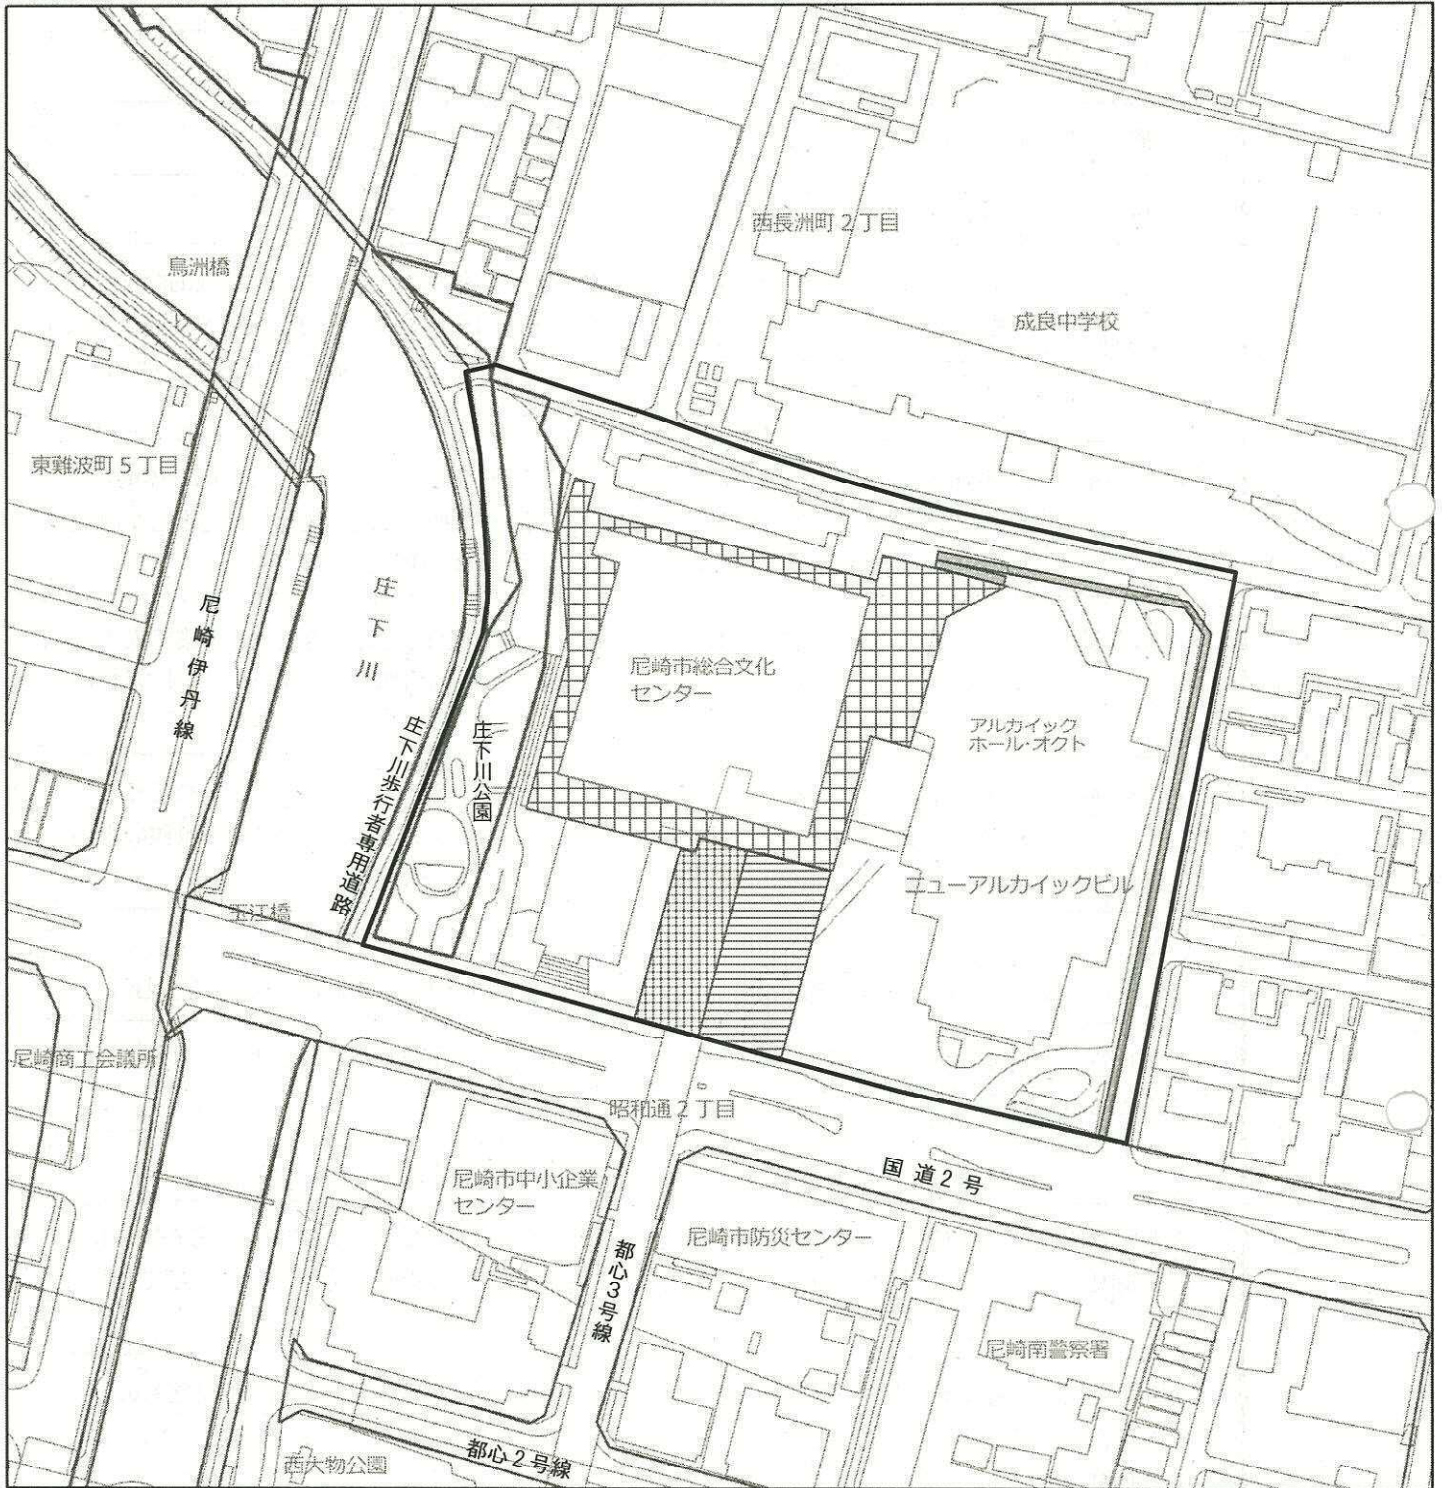 西長洲町2丁目
烏洲橋
成良中学校
東難波町5丁目
庄下川
尼崎伊丹線
尼崎市総合文化
センター
アルカイック
ホール・オクト
庄下川公園
庄下川歩行者専用道路
ニューアルカイックビル
玉江橋
尼崎商工会議所
昭和通2丁目
国道2号
尼崎市中小企業
センター
尼崎市防災センター
都心3号線
尼崎南警察署
都心2号線
西大物公園